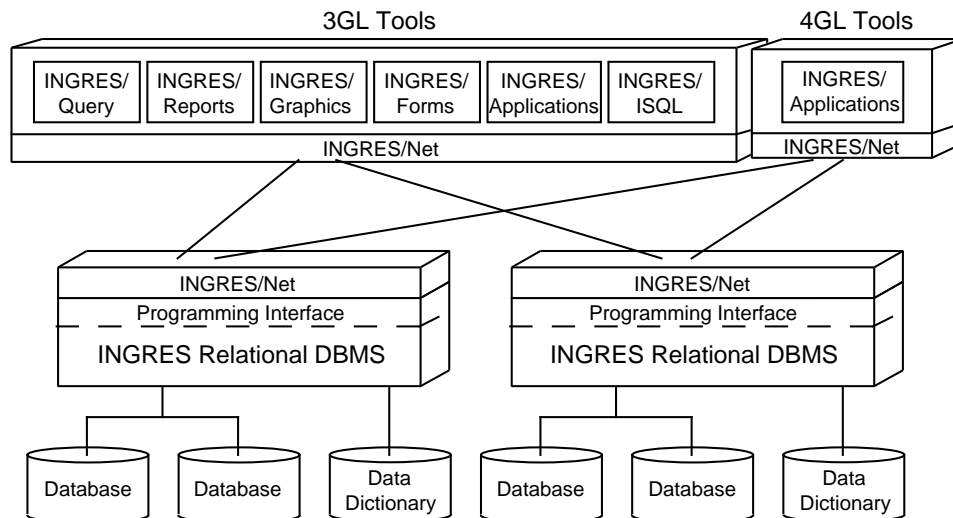 3GL Tools
4GL Tools
INGRES/
Query
INGRES/
Reports
INGRES/
Graphics
INGRES/
Forms
INGRES/
Applications
INGRES/
ISQL
INGRES/
Applications
INGRES/Net
INGRES/Net
INGRES/Net
Programming Interface
INGRES Relational DBMS
INGRES/Net
Programming Interface
INGRES Relational DBMS
Database
Database
Data
Dictionary
Database
Database
Data
Dictionary